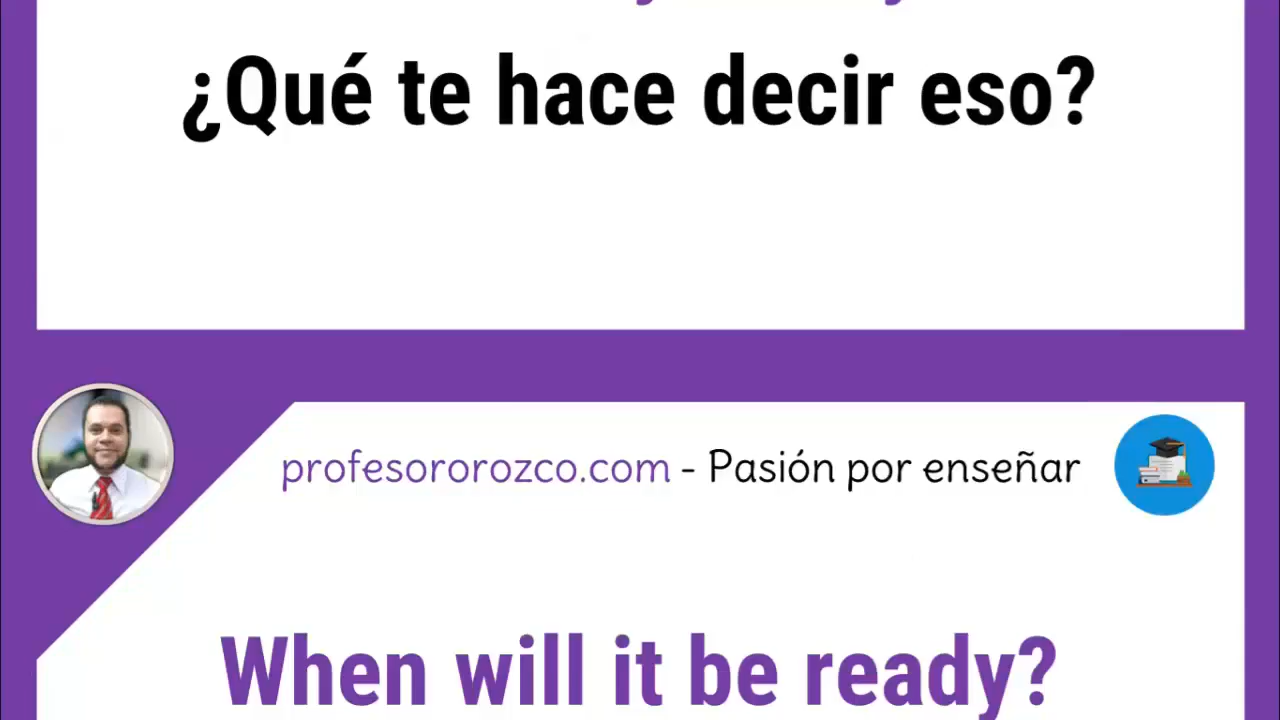 ¿Qué te hace decir eso?
profesororozco.com - Pasión por enseñar
When will it be ready?